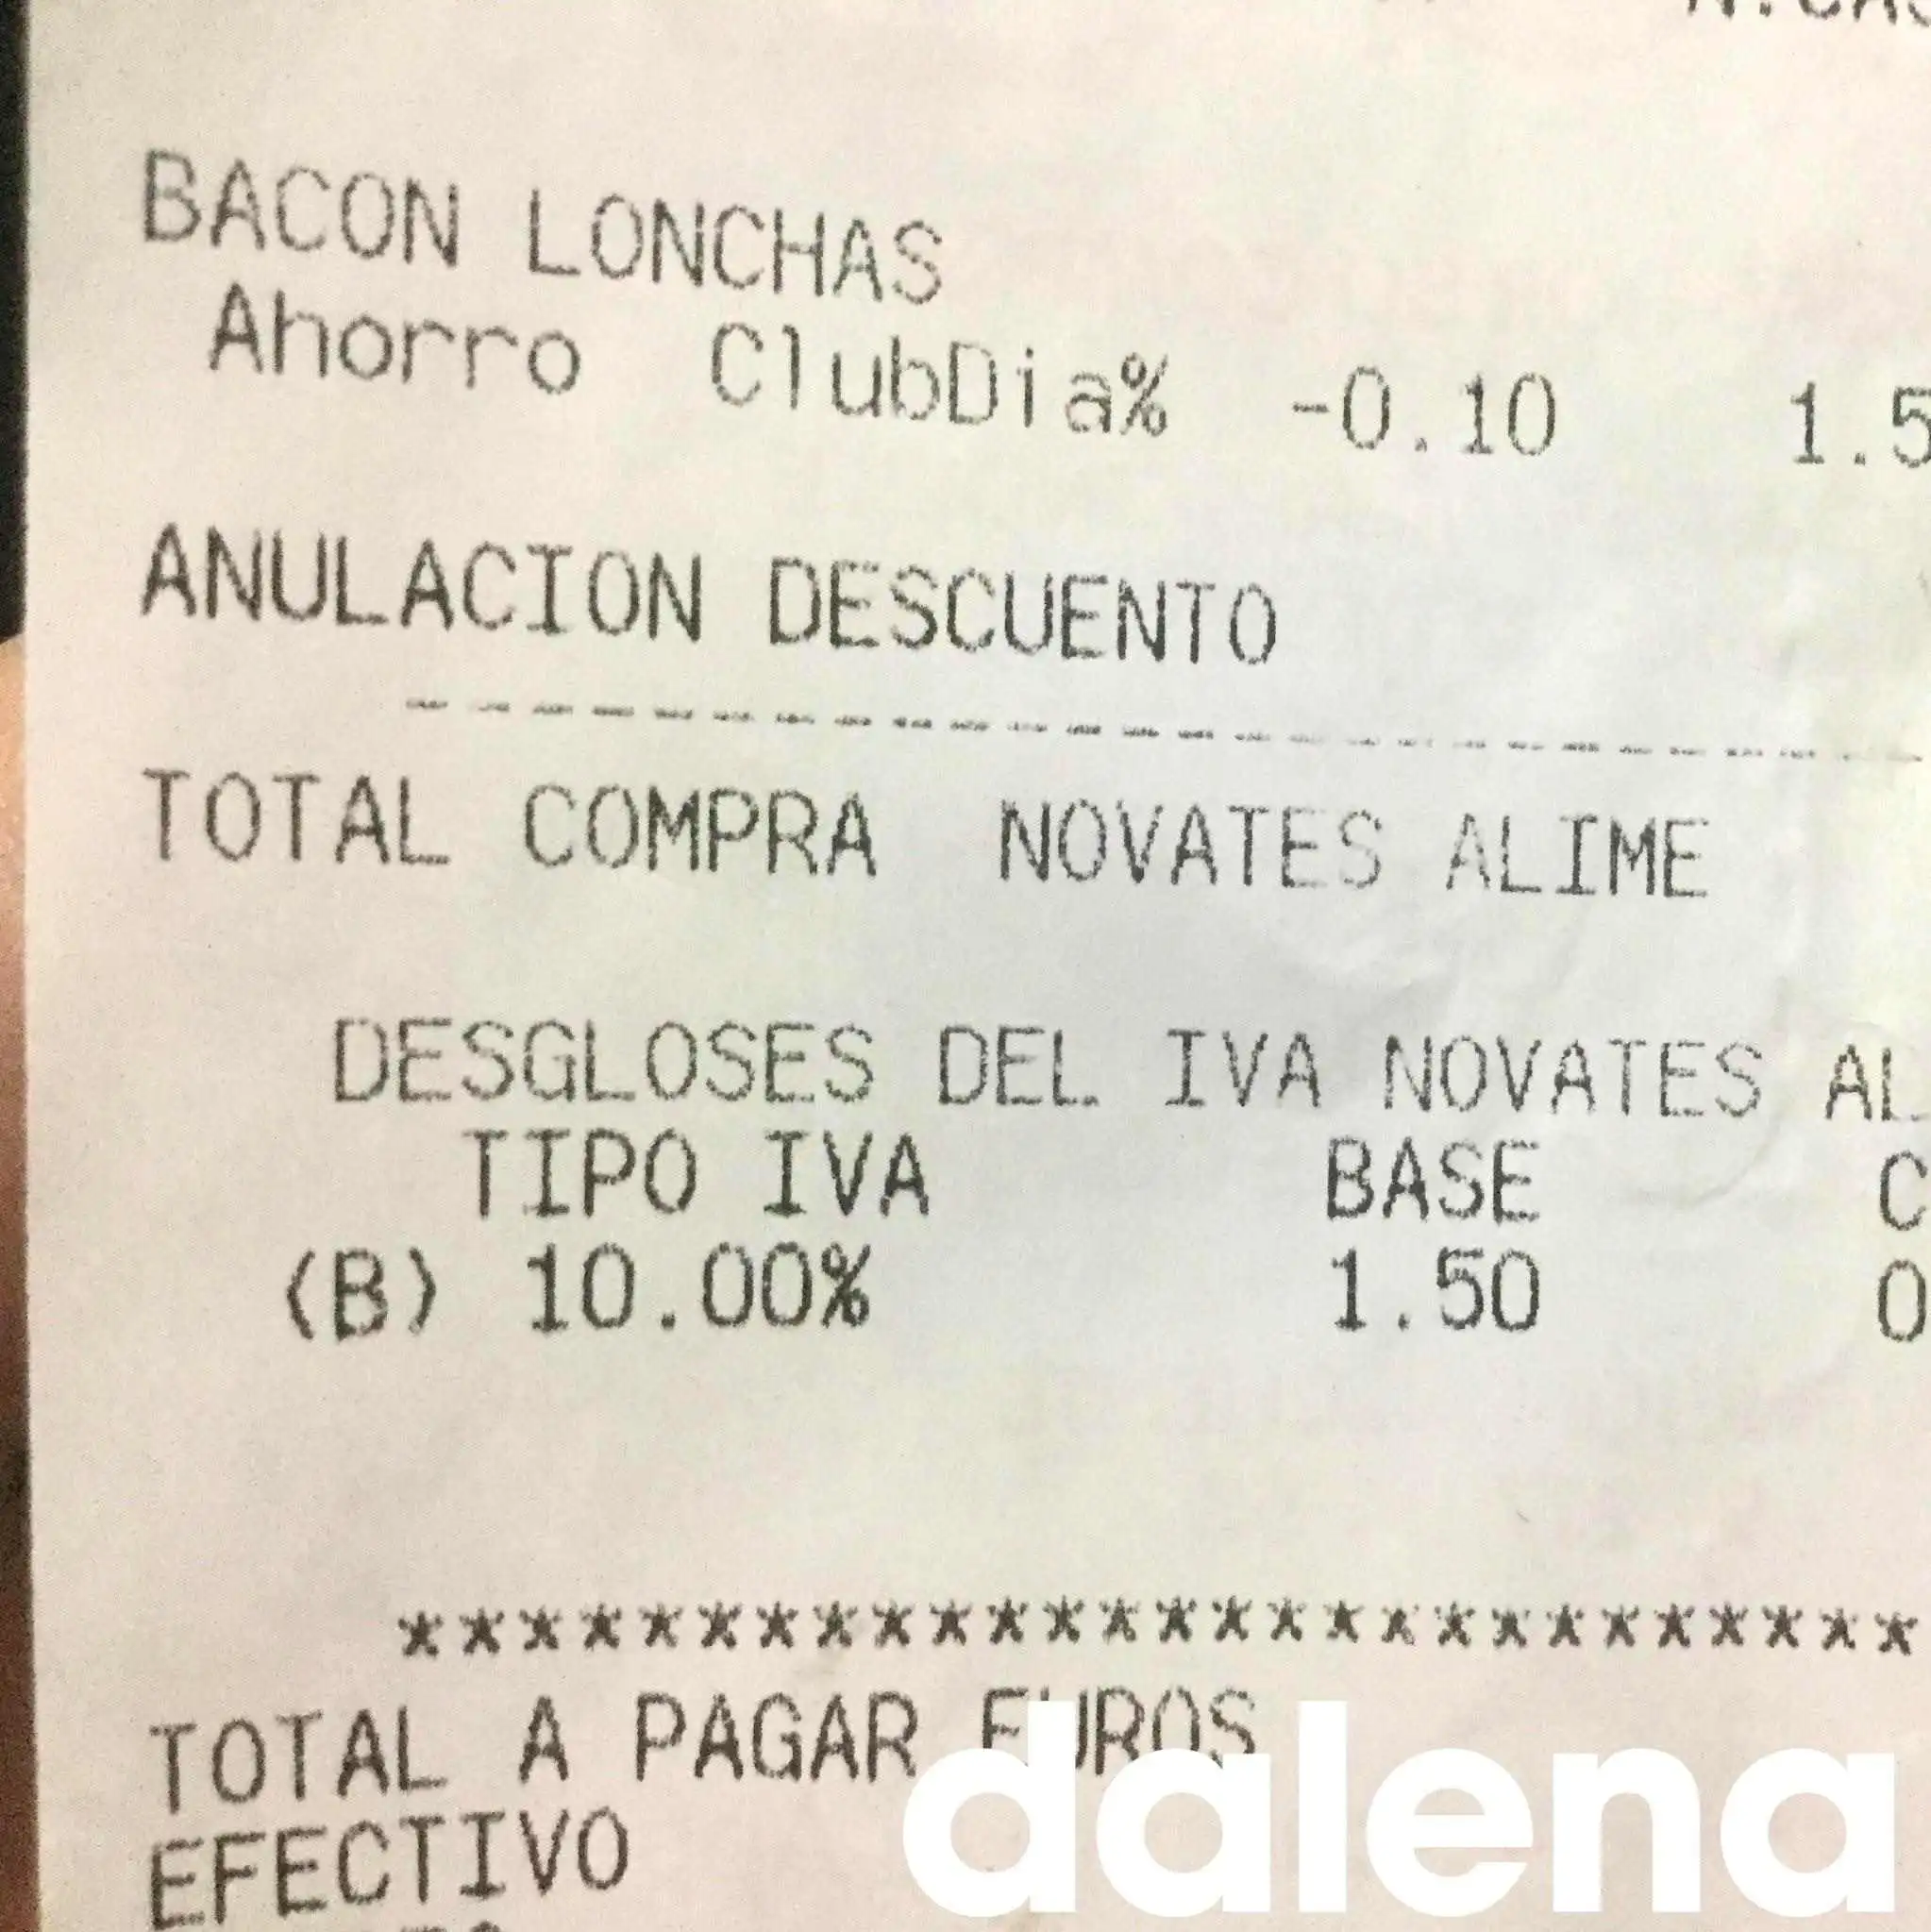 BACON LONCHAS
Ahorro ClubDia% -0.10 1.5
ANULACION DESCUENTO
TOTAL COMPRA NOVATES ALIME
DESGLOSES DEL IVA NOVATES AL
TIPO IVA BASE C
(B) 10.00% 1.50 0
************************
TOTAL A PAGAR EUROS
EFECTIVO
dalena